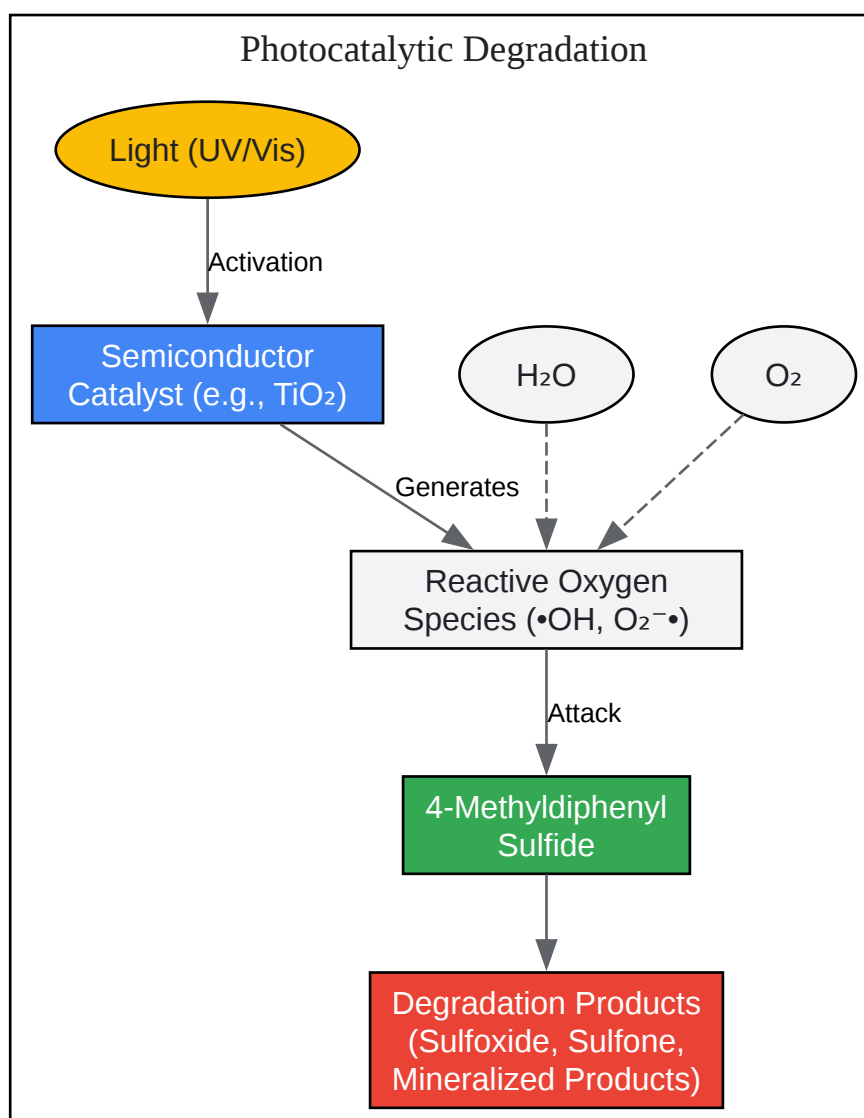 Photocatalytic Degradation
Light (UV/Vis)
Activation
Semiconductor
Catalyst (e.g., TiO₂)
H₂O
O₂
Generates
Reactive Oxygen
Species (•OH, O₂⁻•)
Attack
4-Methyldiphenyl
Sulfide
Degradation Products
(Sulfoxide, Sulfone,
Mineralized Products)